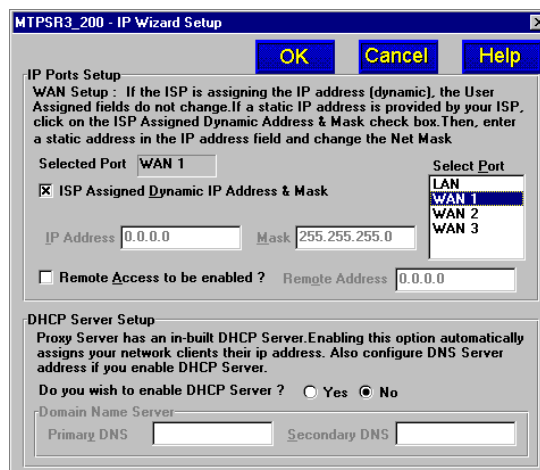 MTPSR3_200 - IP Wizard Setup
OK Cancel Help
IP Ports Setup
WAN Setup : If the ISP is assigning the IP address (dynamic), the User
Assigned fields do not change.If a static IP address is provided by your ISP,
click on the ISP Assigned Dynamic Address & Mask check box.Then, enter
a static address in the IP address field and change the Net Mask
Selected Port WAN 1
Select Port
LAN
WAN 1
WAN 2
WAN 3
ISP Assigned Dynamic IP Address & Mask
IP Address 0.0.0.0 Mask 255.255.255.0
Remote Access to be enabled ? Remote Address 0.0.0.0
DHCP Server Setup
Proxy Server has an in-built DHCP Server.Enabling this option automatically
assigns your network clients their ip address. Also configure DNS Server
address if you enable DHCP Server.
Do you wish to enable DHCP Server ? Yes No
Domain Name Server
Primary DNS Secondary DNS